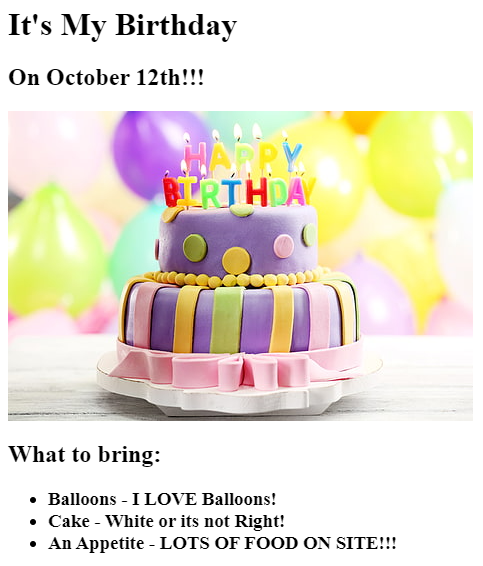 It's My Birthday
On October 12th!!!
HAPPY
BIRTHDAY
What to bring:
Balloons - I LOVE Balloons!
Cake - White or its not Right!
An Appetite - LOTS OF FOOD ON SITE!!!